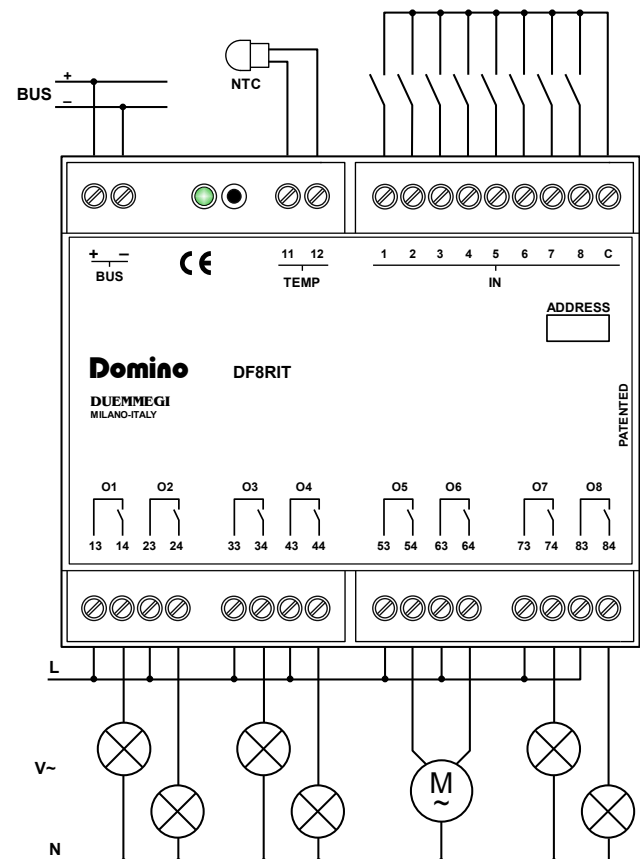 +
BUS
–
NTC
+ –
BUS
CE
11 12
TEMP
1 2 3 4 5 6 7 8 C
IN
ADDRESS
Domino DF8RIT
DUEMMEGI
MILANO-ITALY
PATENTED
O1 O2 O3 O4 O5 O6 O7 O8
13 14 23 24 33 34 43 44 53 54 63 64 73 74 83 84
L
M
~
V~
N